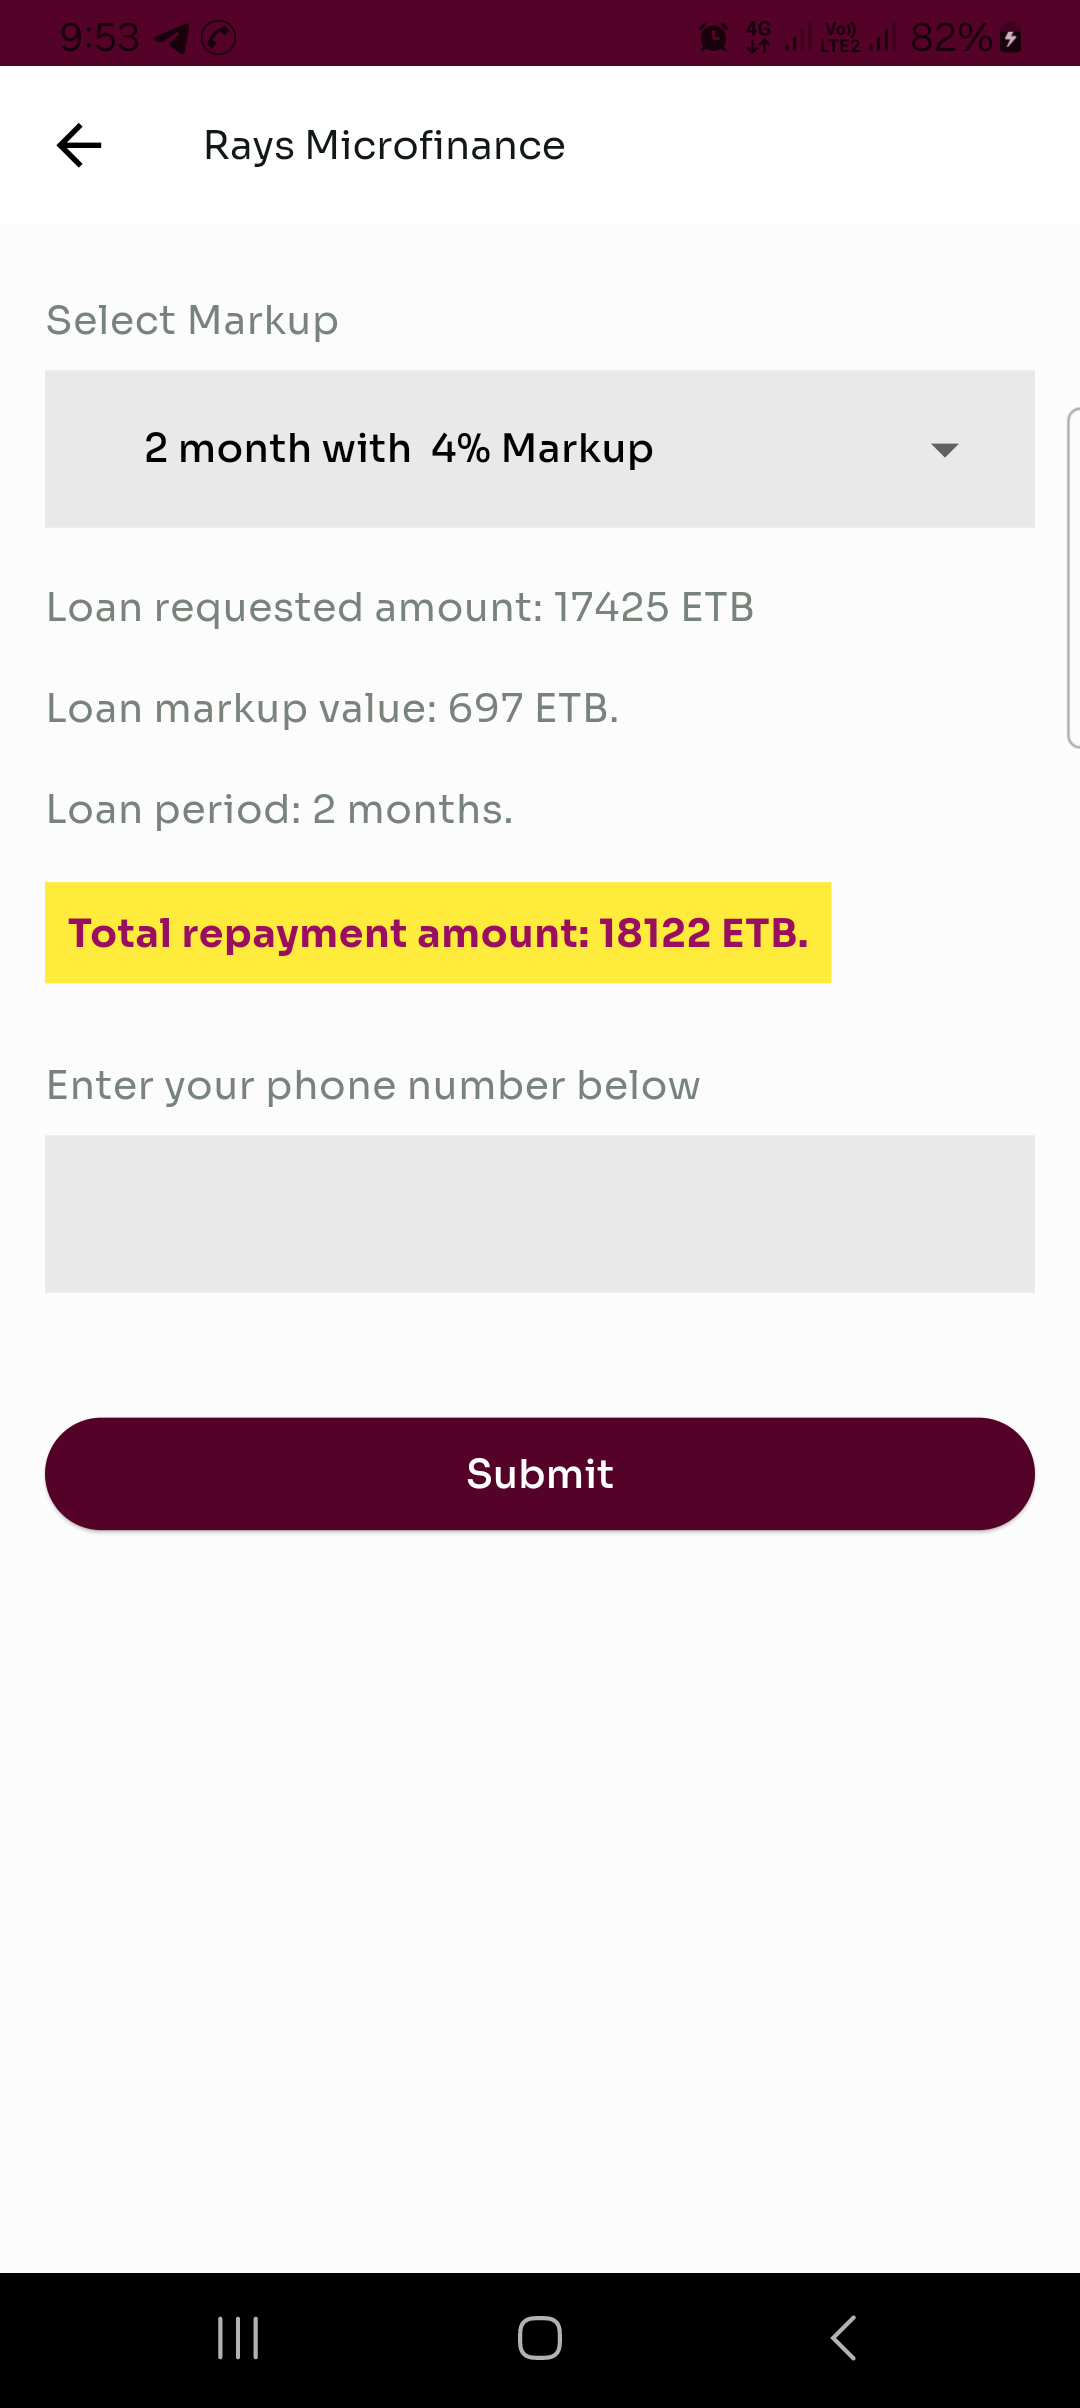 9:53
4G Vo)) LTE2 82%
Rays Microfinance
Select Markup
2 month with  4% Markup
Loan requested amount: 17425 ETB
Loan markup value: 697 ETB.
Loan period: 2 months.
Total repayment amount: 18122 ETB.
Enter your phone number below
Submit